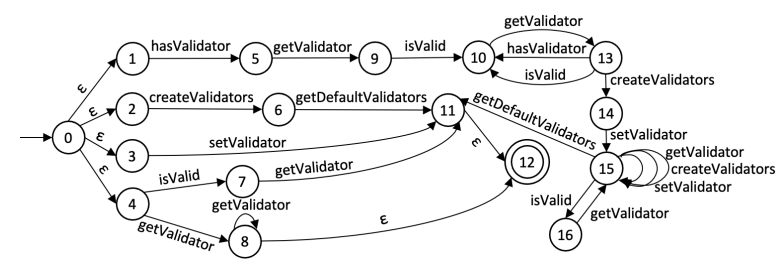 getValidator
hasValidator getValidator isValid hasValidator
1 5 9 10 13
isValid
ε createValidators
2 createValidators 6 getDefaultValidators 11 getDefaultValidators 14
ε
0 setValidator
ε 3 setValidator getValidator
ε isValid 7 getValidator ε 12 15 createValidators
4 getValidator setValidator
isValid
getValidator 8 ε getValidator
16